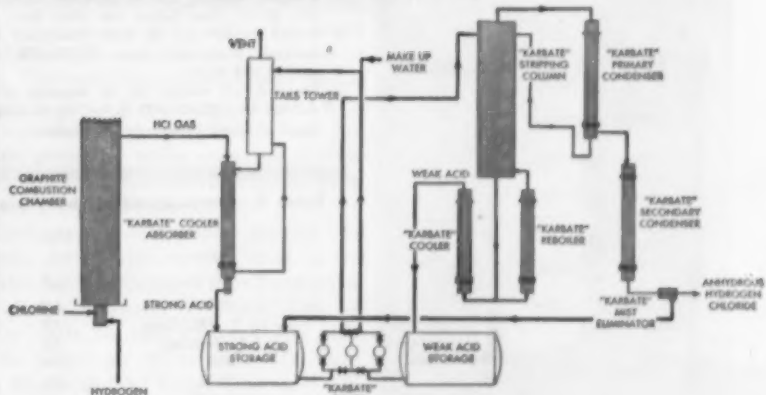 VENT
MAKE UP
WATER
TAILS TOWER
"KARBATE"
STRIPPING
COLUMN
"KARBATE"
PRIMARY
CONDENSER
HCl GAS
GRAPHITE
COMBUSTION
CHAMBER
"KARBATE" COOLER
ABSORBER
WEAK ACID
"KARBATE"
COOLER
"KARBATE"
REBOILER
"KARBATE"
SECONDARY
CONDENSER
STRONG ACID
CHLORINE
HYDROGEN
STRONG ACID
STORAGE
"KARBATE"
WEAK ACID
STORAGE
"KARBATE"
MIST
ELIMINATOR
ANHYDROUS
HYDROGEN
CHLORIDE